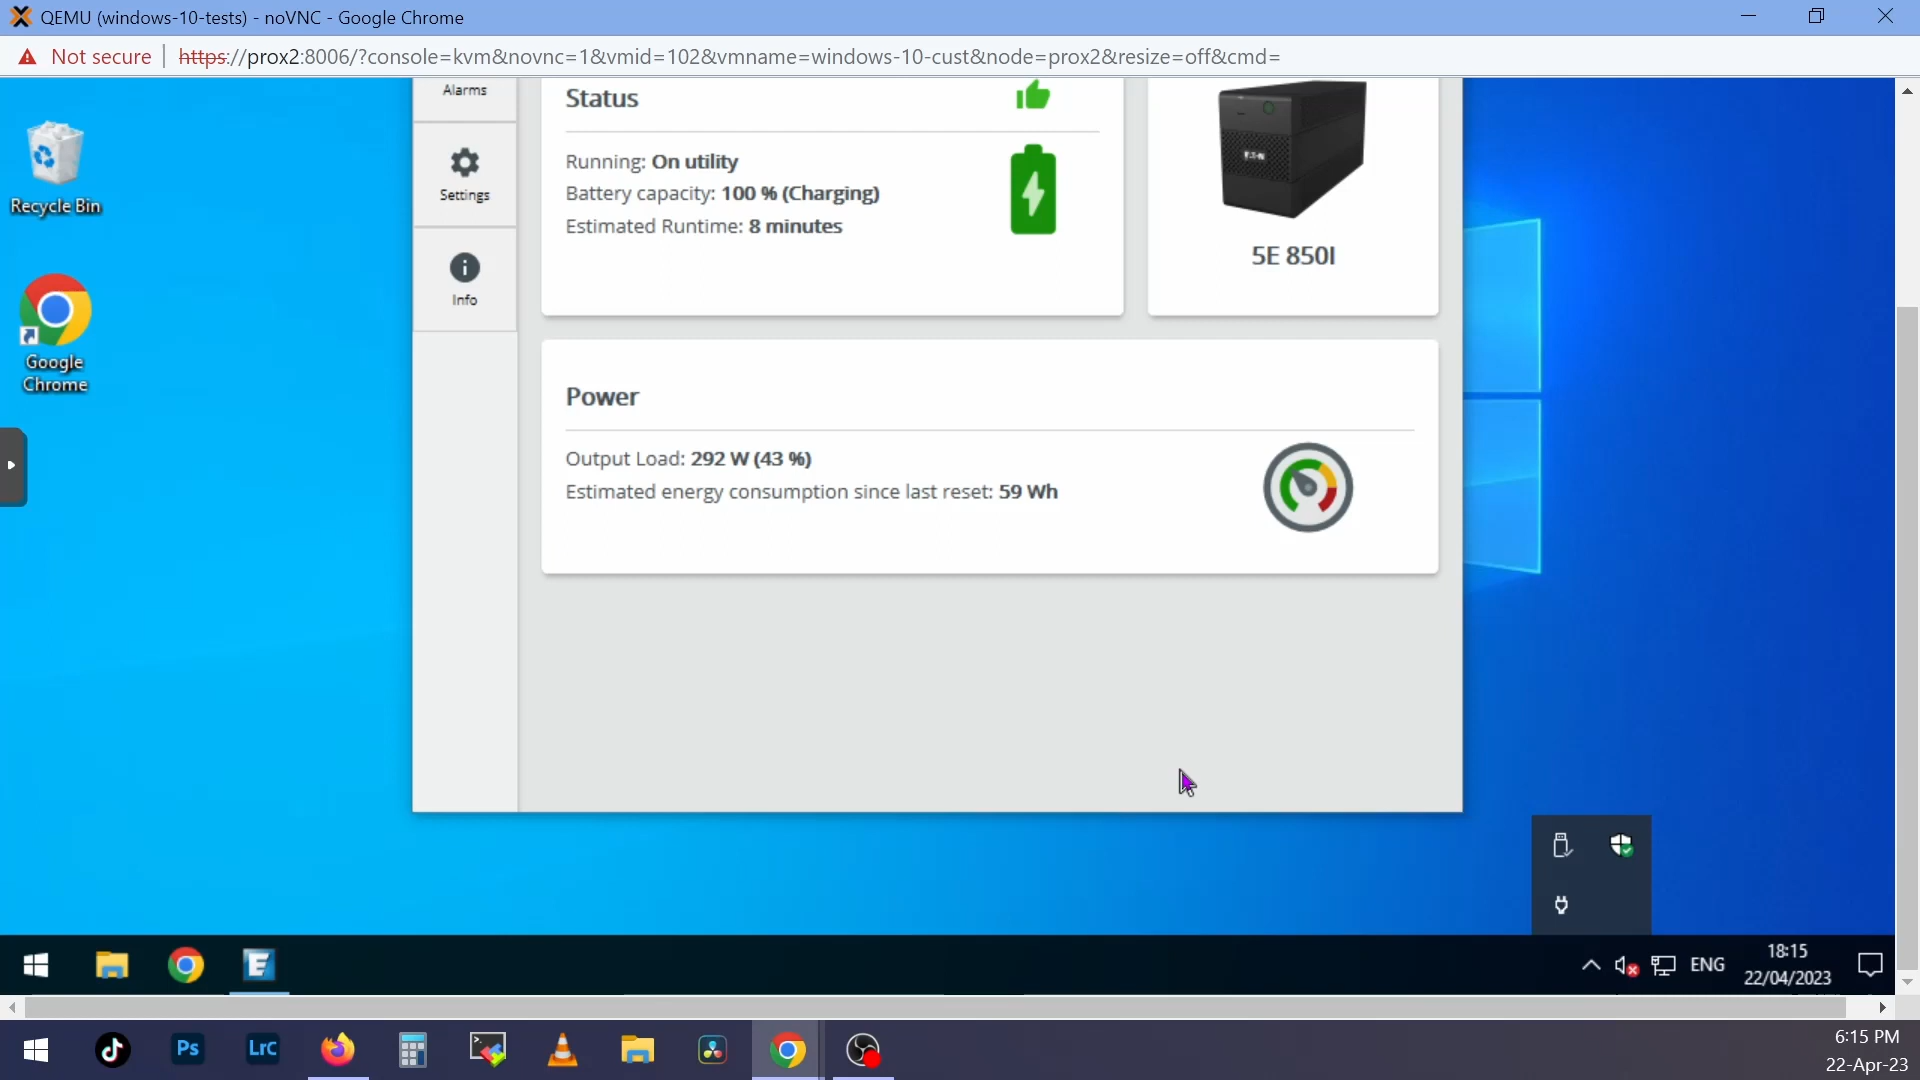 QEMU (windows-10-tests) - noVNC - Google Chrome
Not secure
https://prox2:8006/?console=kvm&novnc=1&vmid=102&vmname=windows-10-cust&node=prox2&resize=off&cmd=
Recycle Bin
Google
Chrome
Alarms
Settings
Info
Status
Running: On utility
Battery capacity: 100 % (Charging)
Estimated Runtime: 8 minutes
E·T·N
5E 850I
Power
Output Load: 292 W (43 %)
Estimated energy consumption since last reset: 59 Wh
E
ENG
18:15
22/04/2023
Ps
LrC
6:15 PM
22-Apr-23